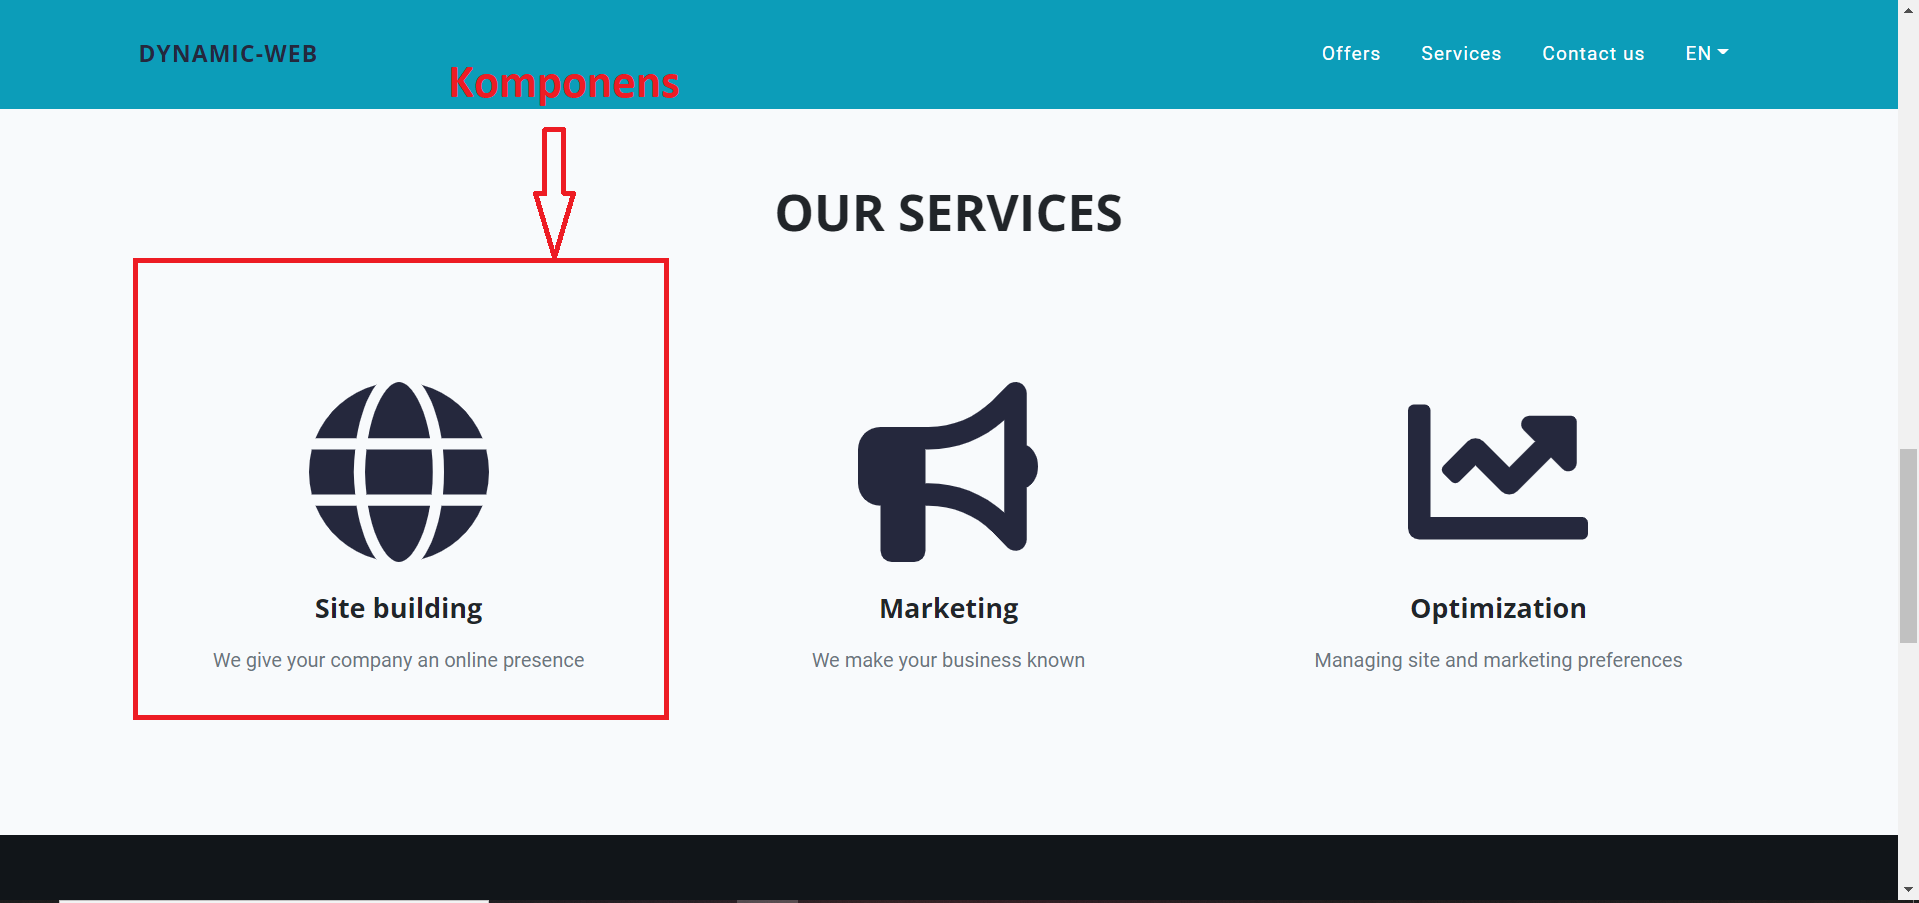 DYNAMIC-WEB
Offers Services Contact us EN
Komponens
OUR SERVICES
Site building
We give your company an online presence
Marketing
We make your business known
Optimization
Managing site and marketing preferences